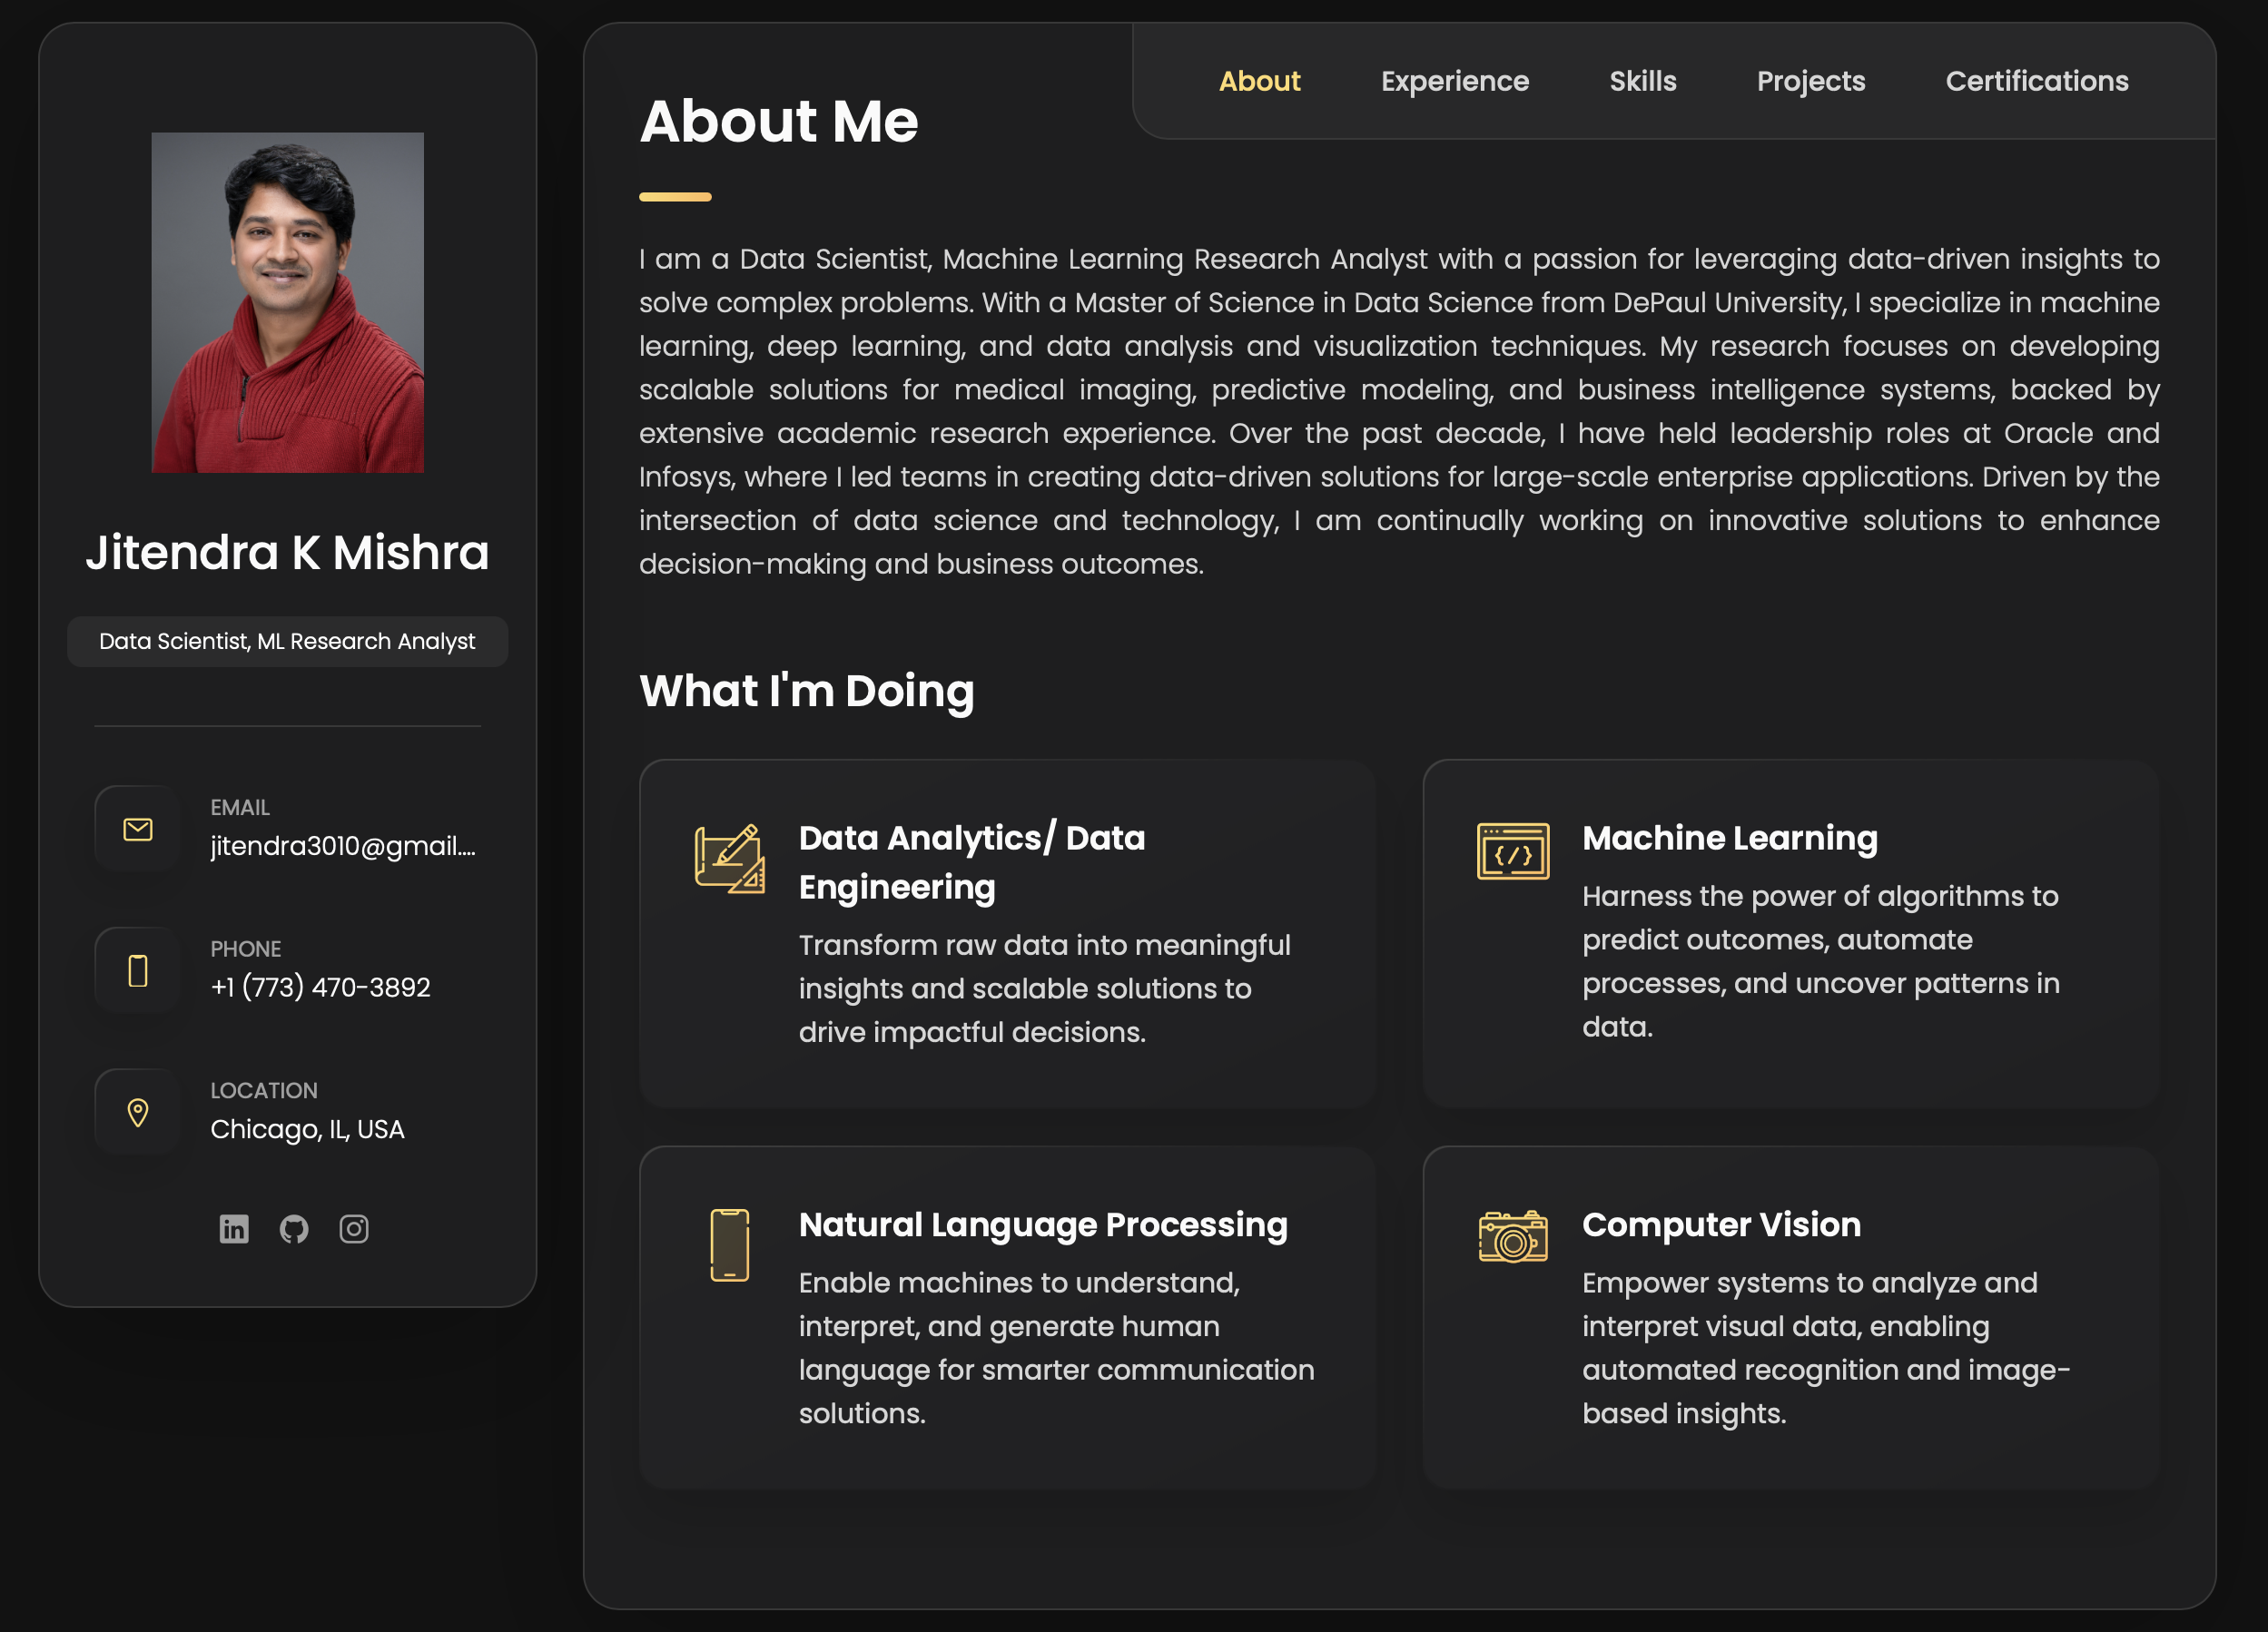 Jitendra K Mishra
Data Scientist, ML Research Analyst
EMAIL
jitendra3010@gmail....
PHONE
+1 (773) 470-3892
LOCATION
Chicago, IL, USA
About
Experience
Skills
Projects
Certifications
About Me
I am a Data Scientist, Machine Learning Research Analyst with a passion for leveraging data-driven insights to
solve complex problems. With a Master of Science in Data Science from DePaul University, I specialize in machine
learning, deep learning, and data analysis and visualization techniques. My research focuses on developing
scalable solutions for medical imaging, predictive modeling, and business intelligence systems, backed by
extensive academic research experience. Over the past decade, I have held leadership roles at Oracle and
Infosys, where I led teams in creating data-driven solutions for large-scale enterprise applications. Driven by the
intersection of data science and technology, I am continually working on innovative solutions to enhance
decision-making and business outcomes.
What I'm Doing
Data Analytics/ Data
Engineering
Transform raw data into meaningful
insights and scalable solutions to
drive impactful decisions.
Machine Learning
Harness the power of algorithms to
predict outcomes, automate
processes, and uncover patterns in
data.
Natural Language Processing
Enable machines to understand,
interpret, and generate human
language for smarter communication
solutions.
Computer Vision
Empower systems to analyze and
interpret visual data, enabling
automated recognition and image-
based insights.